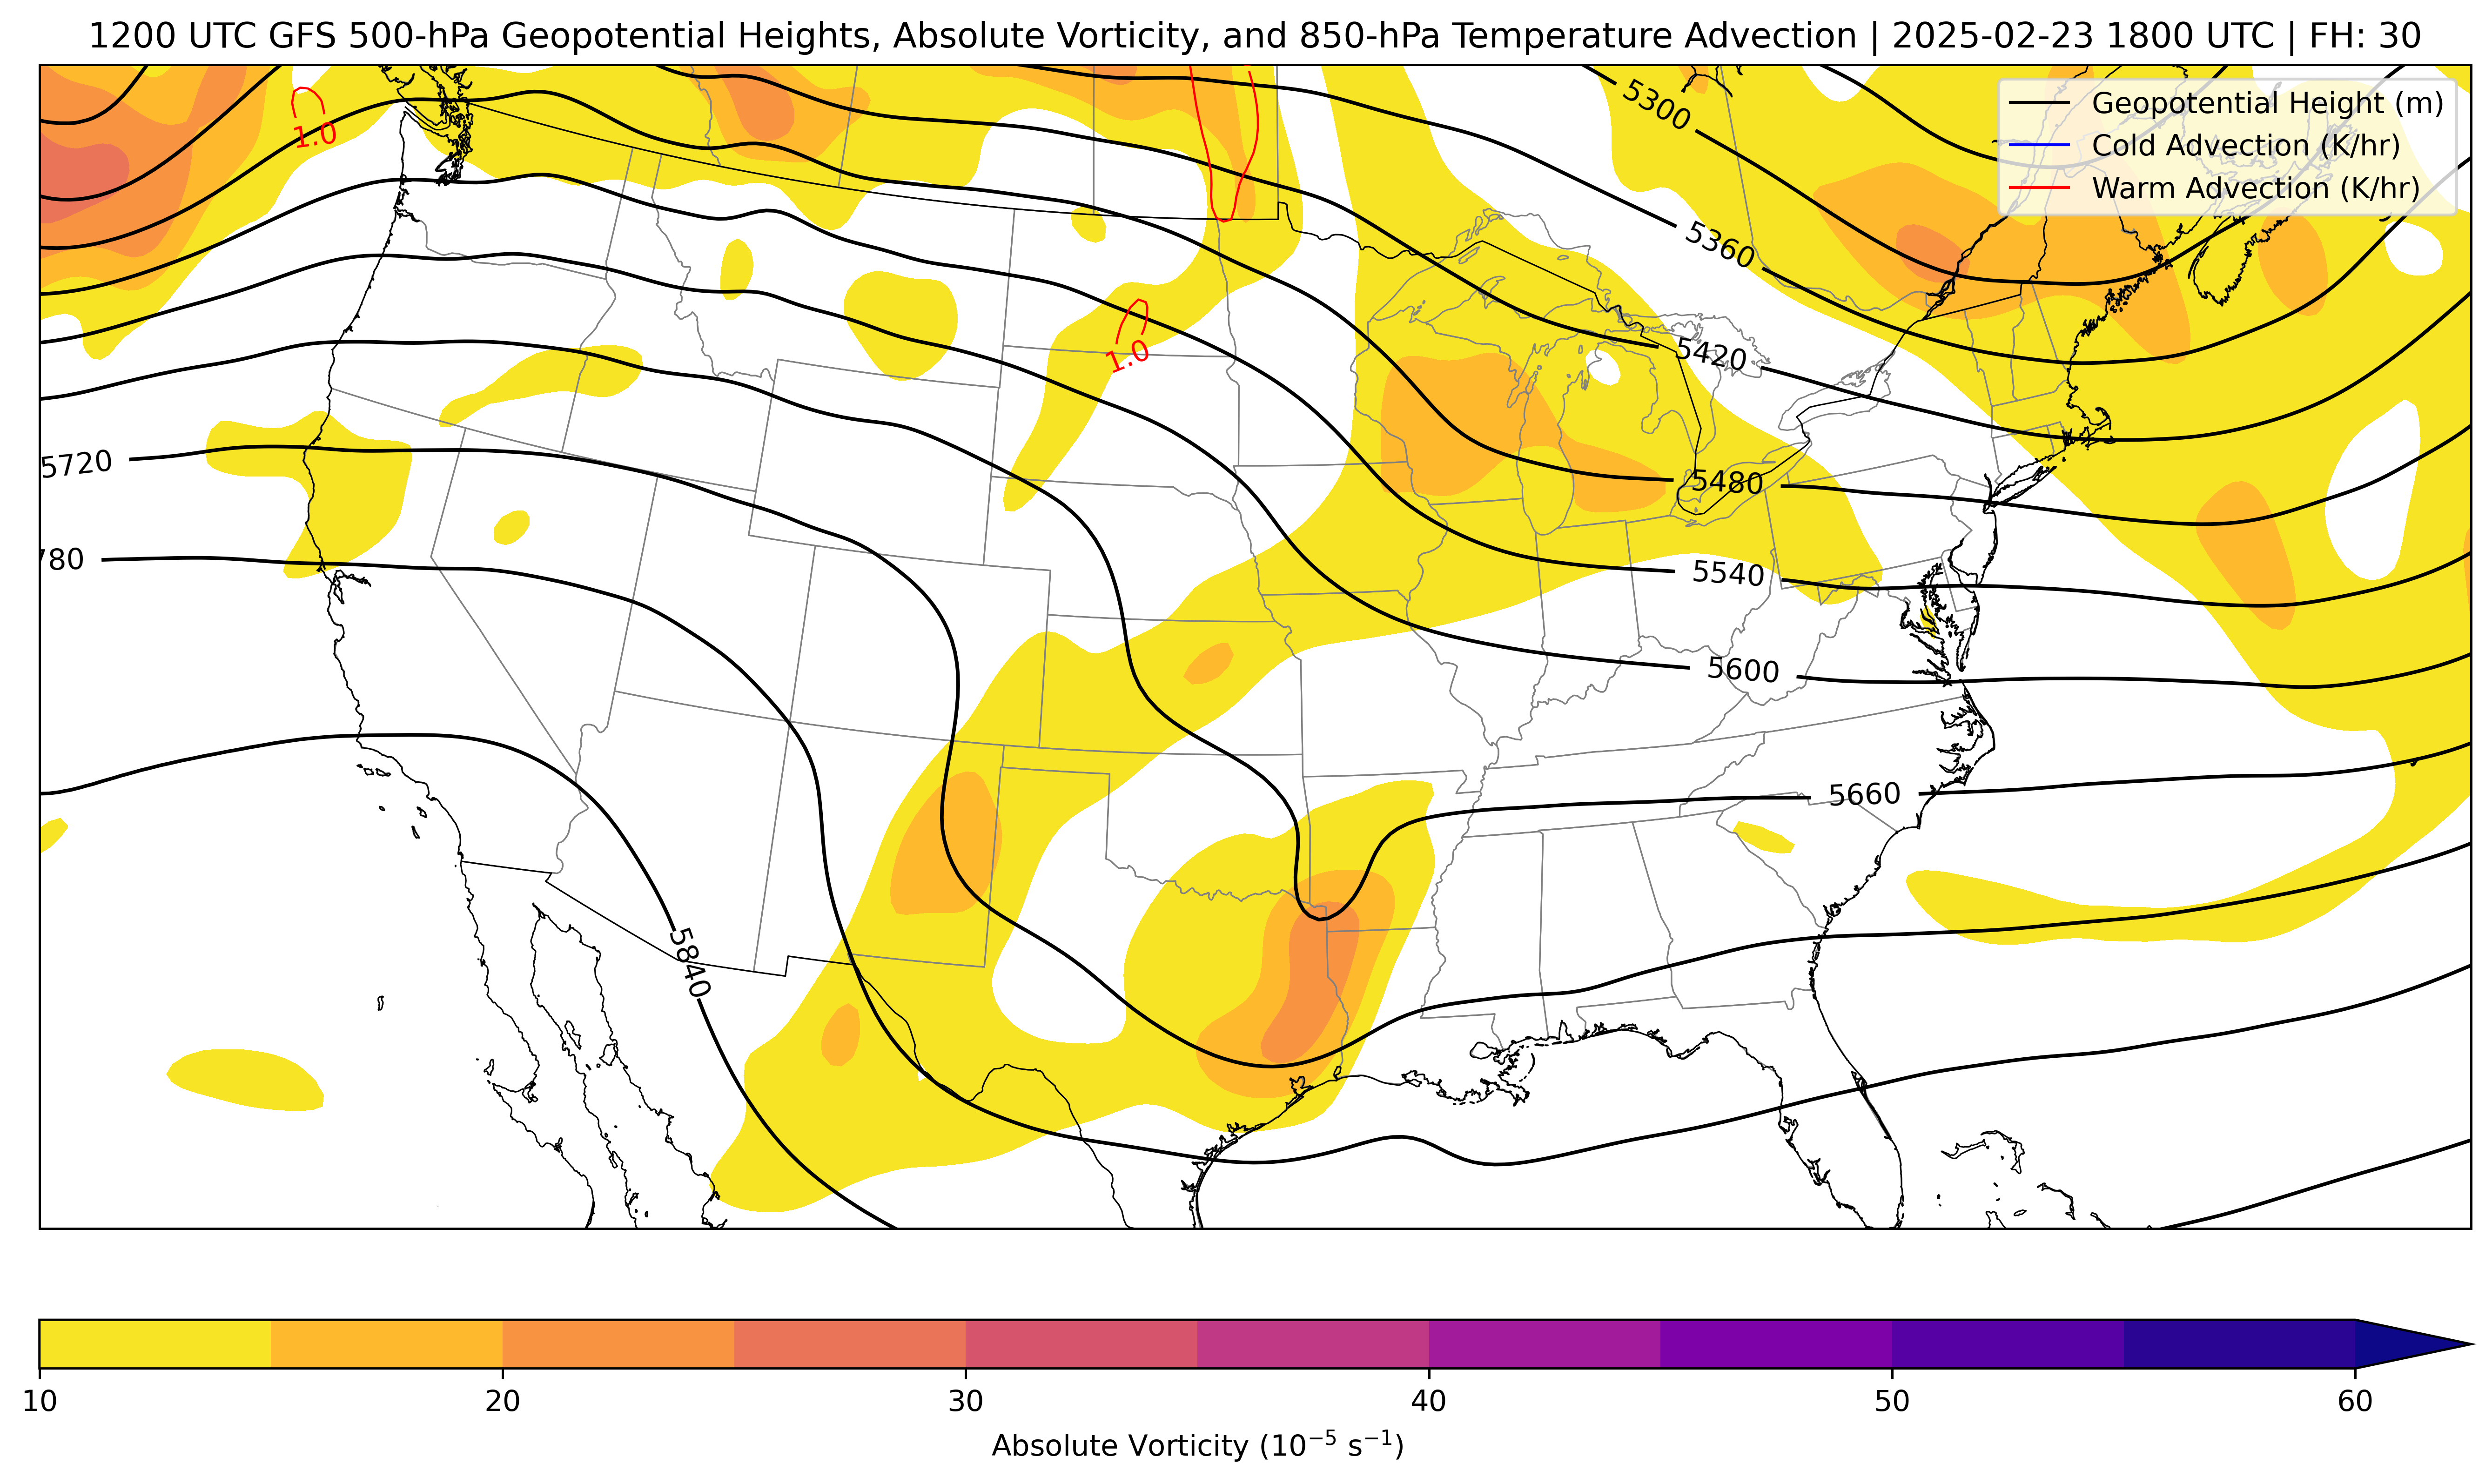 1200 UTC GFS 500-hPa Geopotential Heights, Absolute Vorticity, and 850-hPa Temperature Advection | 2025-02-23 1800 UTC | FH: 30
Geopotential Height (m)
Cold Advection (K/hr)
Warm Advection (K/hr)
5300
1.0
5360
1.0
5420
5720
5480
780
5540
5600
5660
5840
10 20 30 40 50 60
Absolute Vorticity (10⁻⁵ s⁻¹)